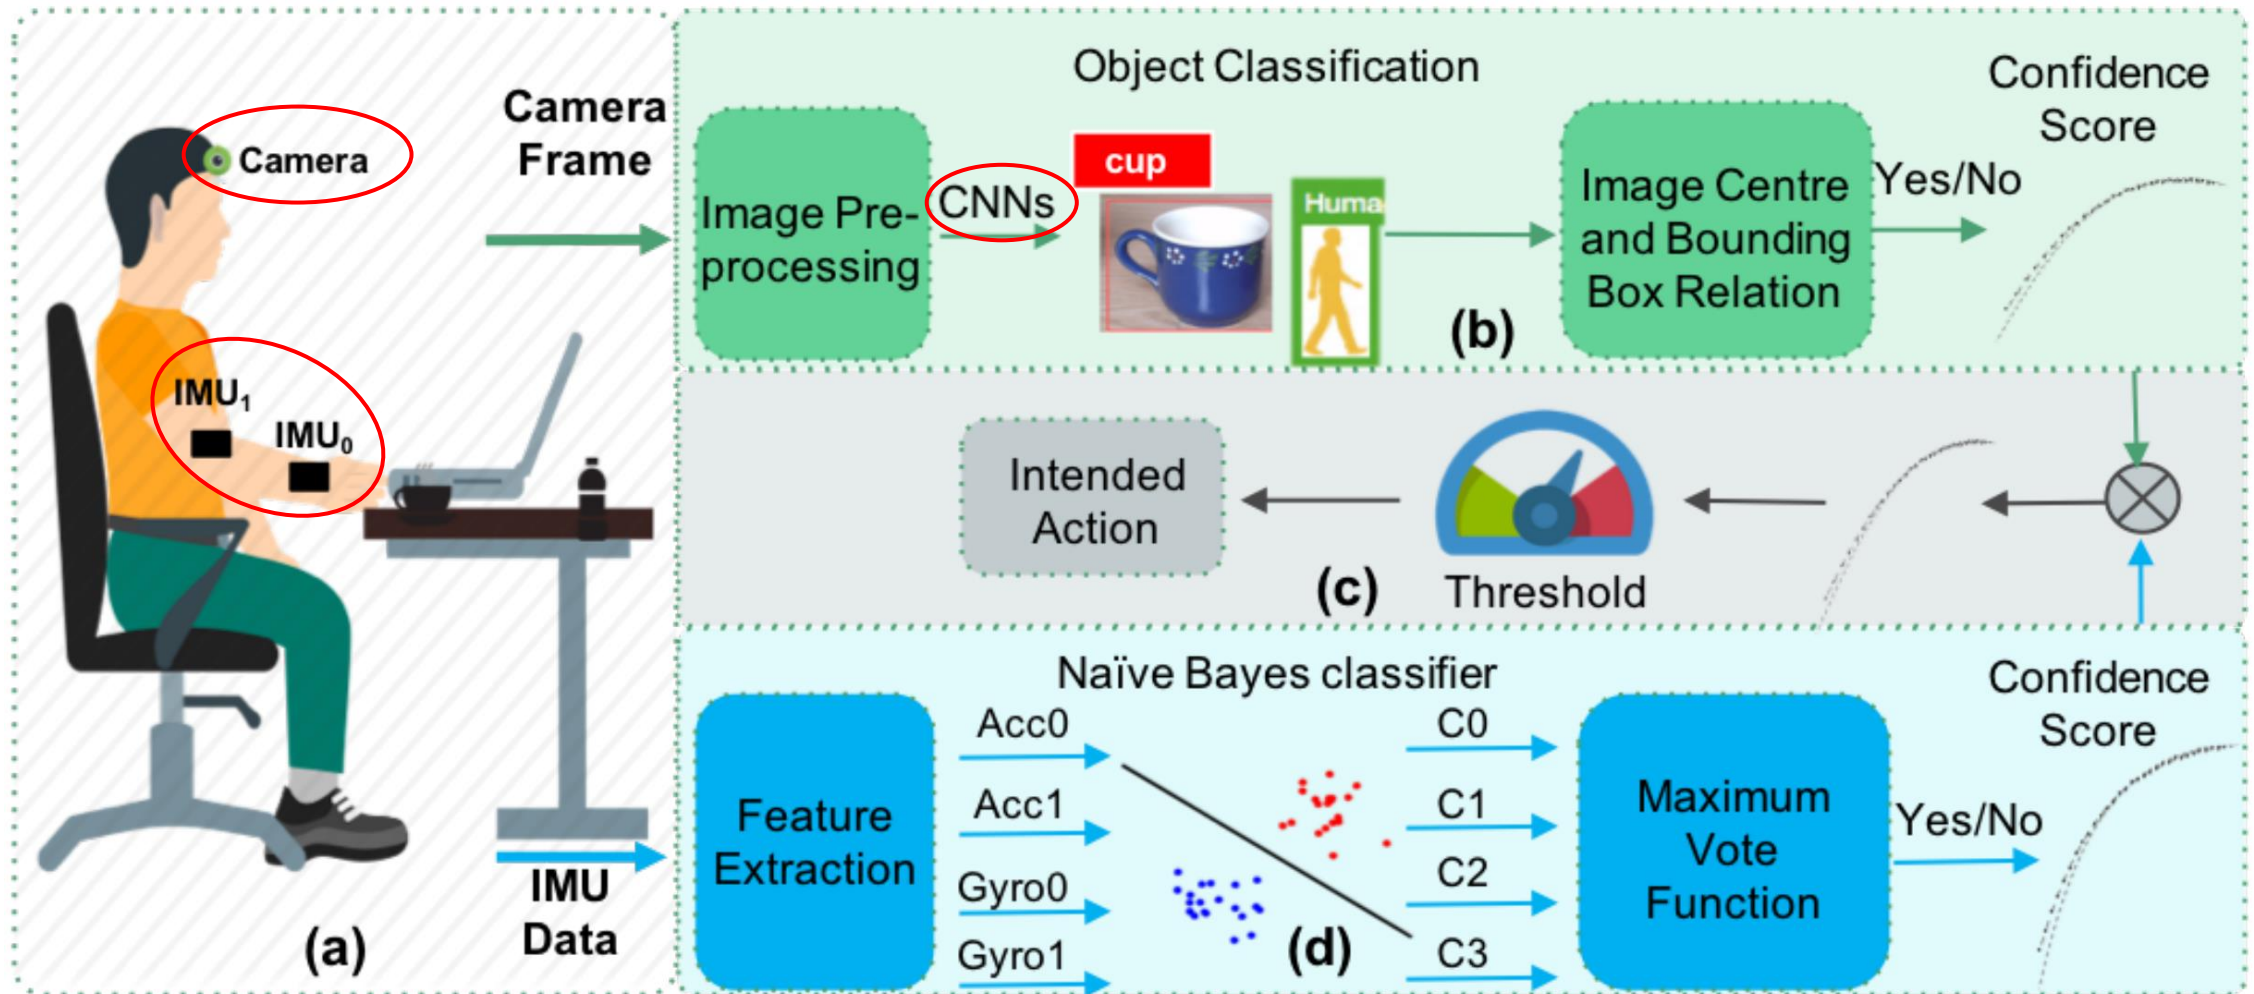 Camera
IMU1
IMU0
(a)
Camera
Frame
IMU
Data
Object Classification
Image Pre-
processing
CNNs
cup
Huma
(b)
Image Centre
and Bounding
Box Relation
Yes/No
Confidence
Score
Intended
Action
(c)
Threshold
Naïve Bayes classifier
Feature
Extraction
Acc0
Acc1
Gyro0
Gyro1
(d)
C0
C1
C2
C3
Maximum
Vote
Function
Yes/No
Confidence
Score